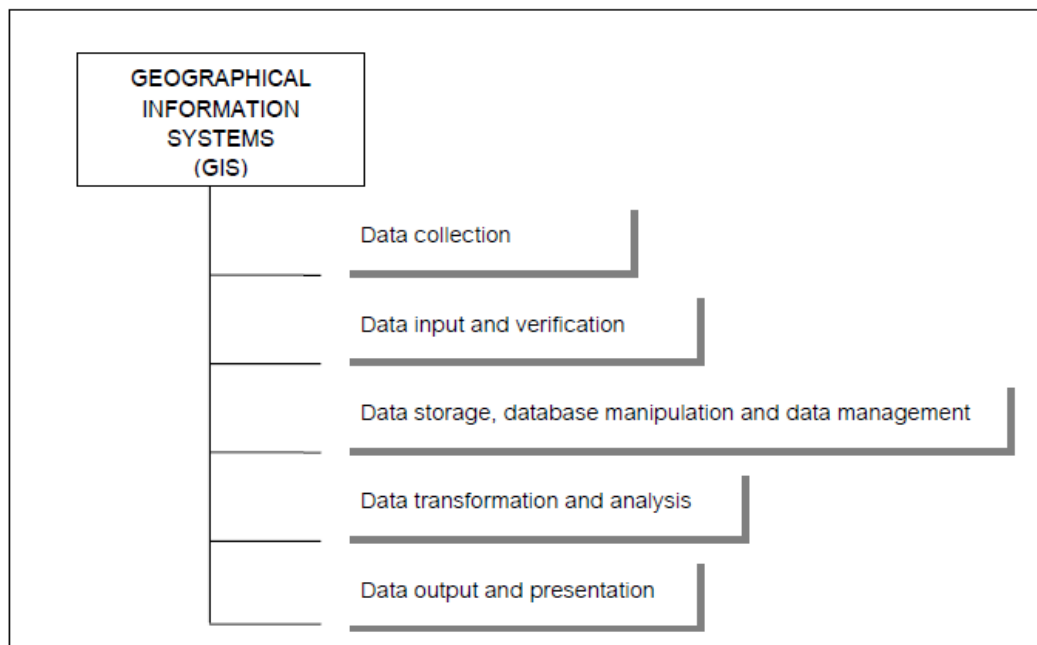 GEOGRAPHICAL
INFORMATION
SYSTEMS
(GIS)
Data collection
Data input and verification
Data storage, database manipulation and data management
Data transformation and analysis
Data output and presentation